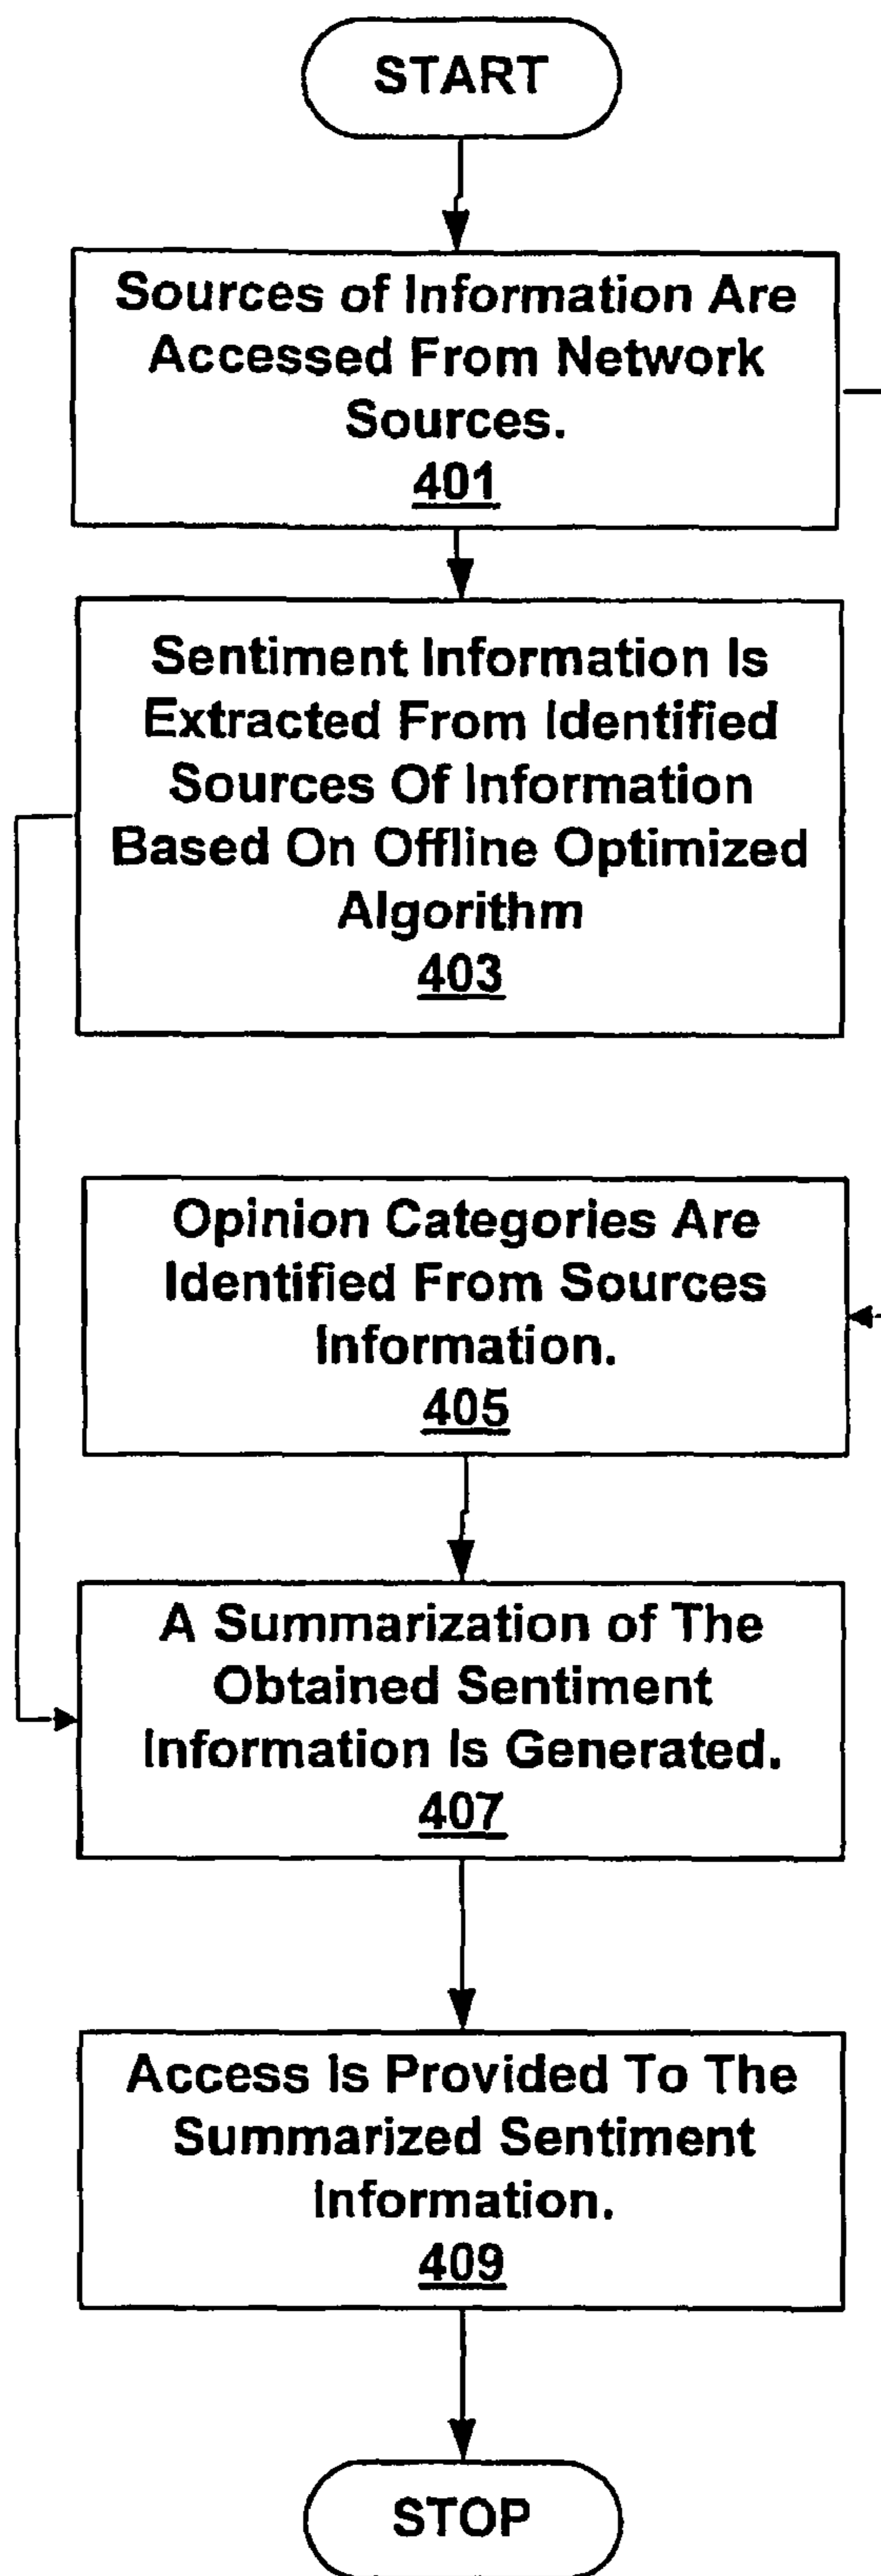 START
Sources of Information Are
Accessed From Network
Sources.
401
Sentiment Information Is
Extracted From Identified
Sources Of Information
Based On Offline Optimized
Algorithm
403
Opinion Categories Are
Identified From Sources
Information.
405
A Summarization of The
Obtained Sentiment
Information Is Generated.
407
Access Is Provided To The
Summarized Sentiment
Information.
409
STOP